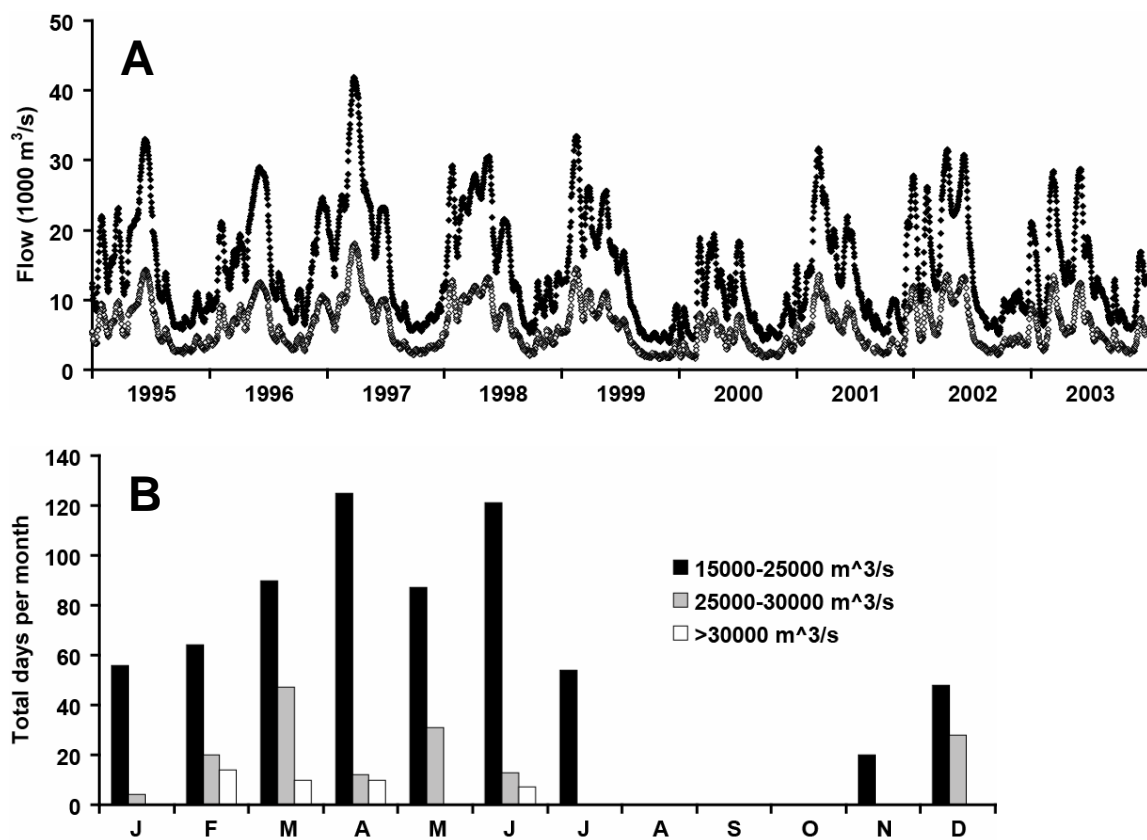 A
Flow (1000 m³/s)
50
40
30
20
10
0
1995 1996 1997 1998 1999 2000 2001 2002 2003
B
Total days per month
140
120
100
80
60
40
20
0
15000-25000 m^3/s
25000-30000 m^3/s
>30000 m^3/s
J F M A M J J A S O N D